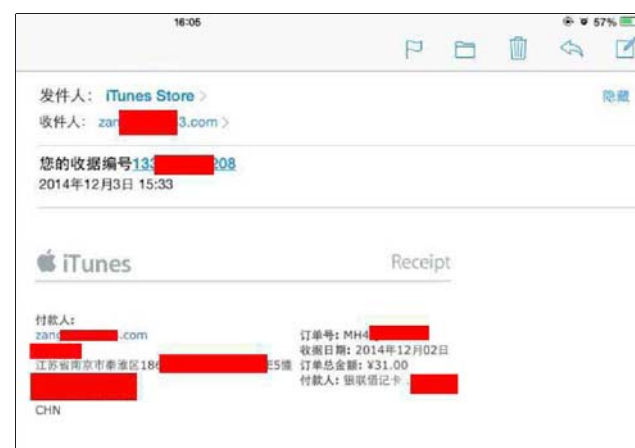 16:05
57%
发件人: iTunes Store >
隐藏
收件人: zan 3.com >
您的收据编号133 208
2014年12月3日 15:33
iTunes
Receipt
付款人:
zan .com
江苏省南京市秦淮区186 E5幢
CHN
订单号: MH4
收据日期: 2014年12月02日
订单总金额: ¥31.00
付款人: 银联借记卡 .